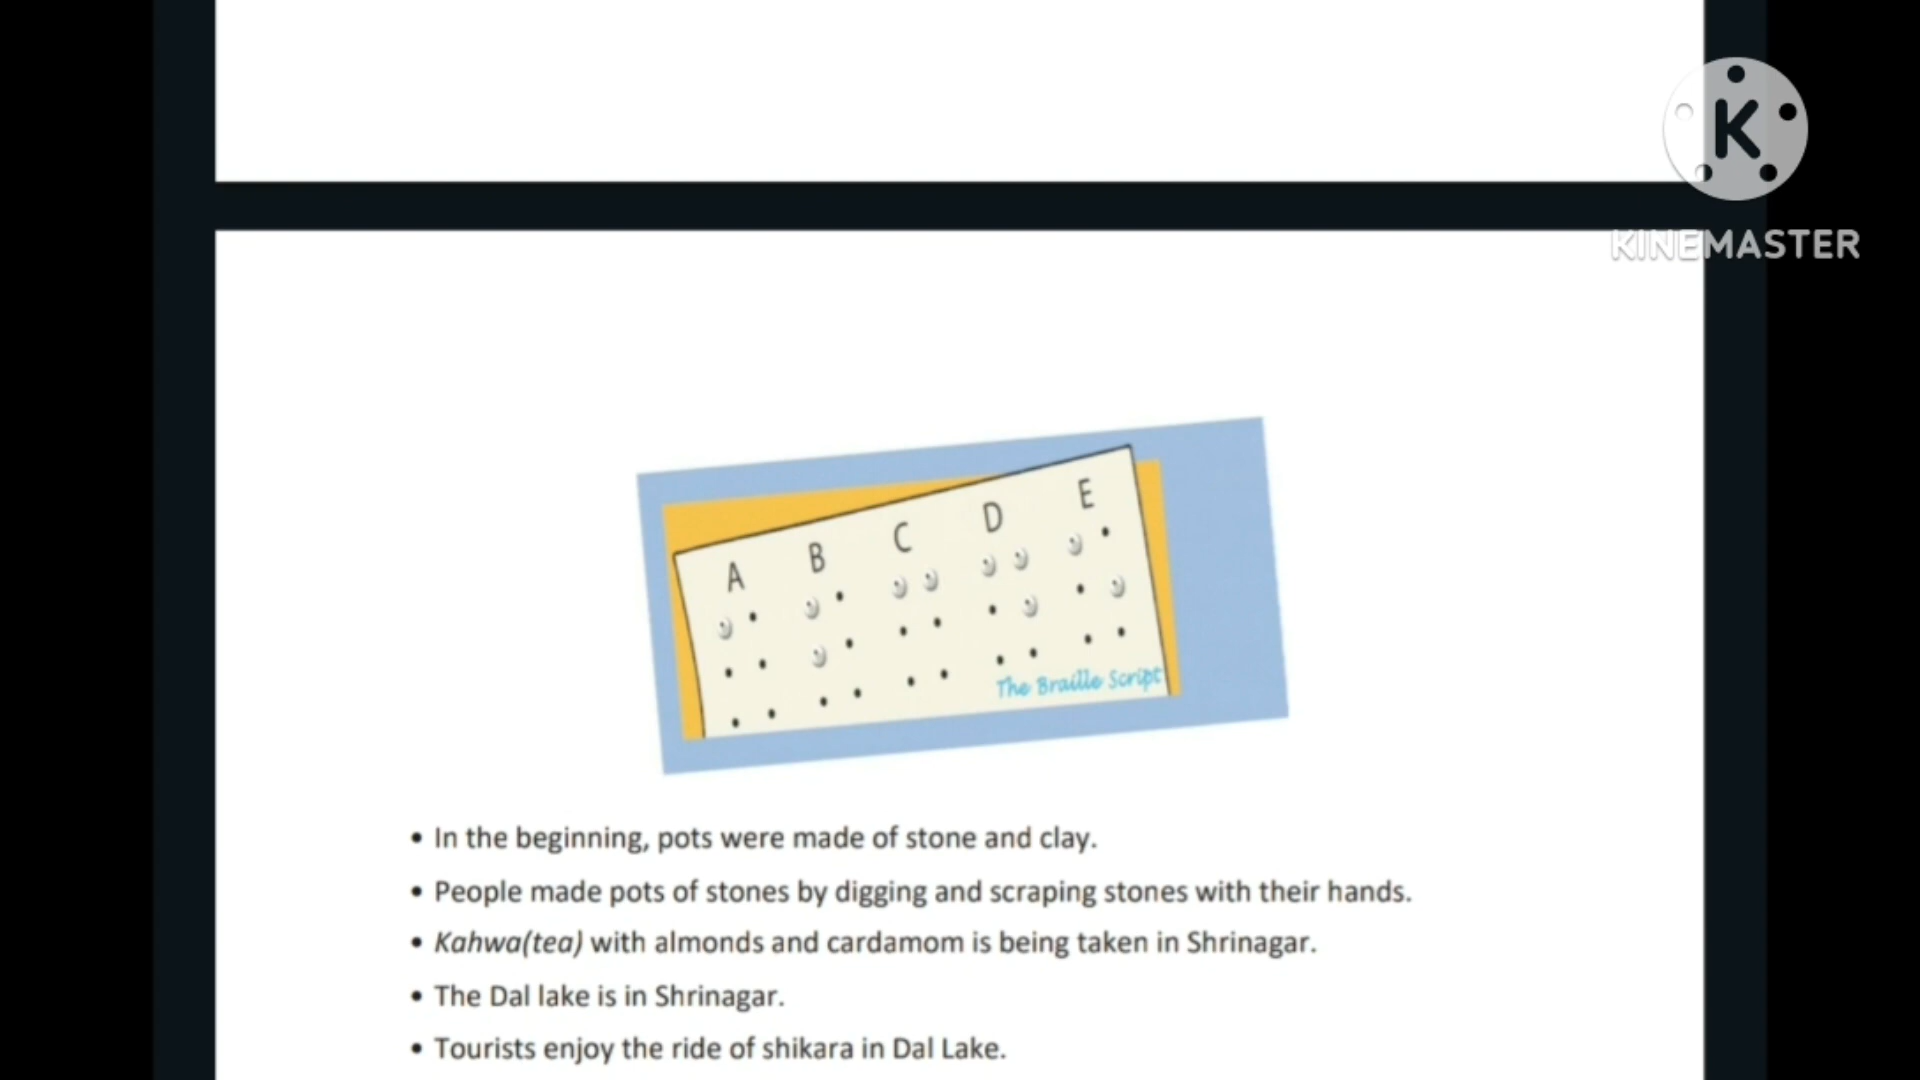 K
KINEMASTER
A B C D E
The Braille Script
• In the beginning, pots were made of stone and clay.
• People made pots of stones by digging and scraping stones with their hands.
• Kahwa(tea) with almonds and cardamom is being taken in Shrinagar.
• The Dal lake is in Shrinagar.
• Tourists enjoy the ride of shikara in Dal Lake.